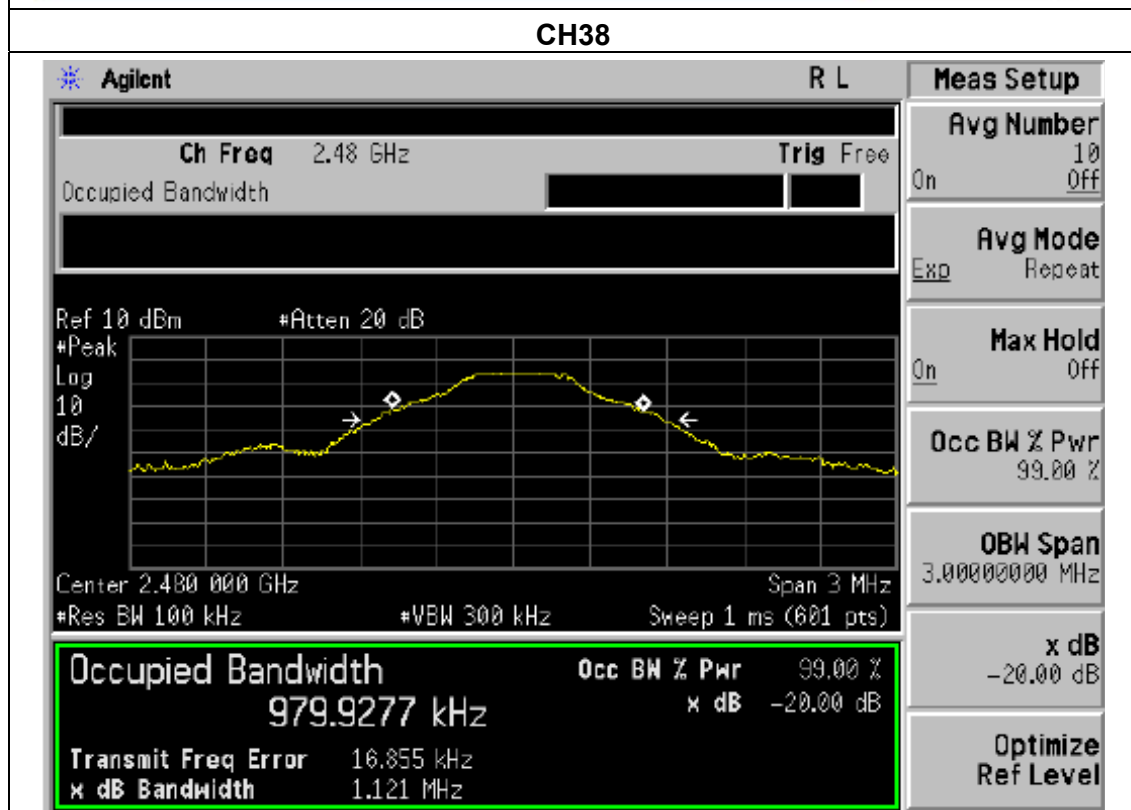 CH38
Agilent R L
Ch Freq 2.48 GHz Trig Free
Occupied Bandwidth
Ref 10 dBm #Atten 20 dB
#Peak
Log
10
dB/
Center 2.480 000 GHz Span 3 MHz
#Res BW 100 kHz #VBW 300 kHz Sweep 1 ms (601 pts)
Occupied Bandwidth
979.9277 kHz
Occ BW % Pwr 99.00 %
x dB -20.00 dB
Transmit Freq Error 16.855 kHz
x dB Bandwidth 1.121 MHz
Meas Setup
Avg Number
10
On Off
Avg Mode
Exp Repeat
Max Hold
On Off
Occ BW % Pwr
99.00 %
OBW Span
3.00000000 MHz
x dB
-20.00 dB
Optimize
Ref Level